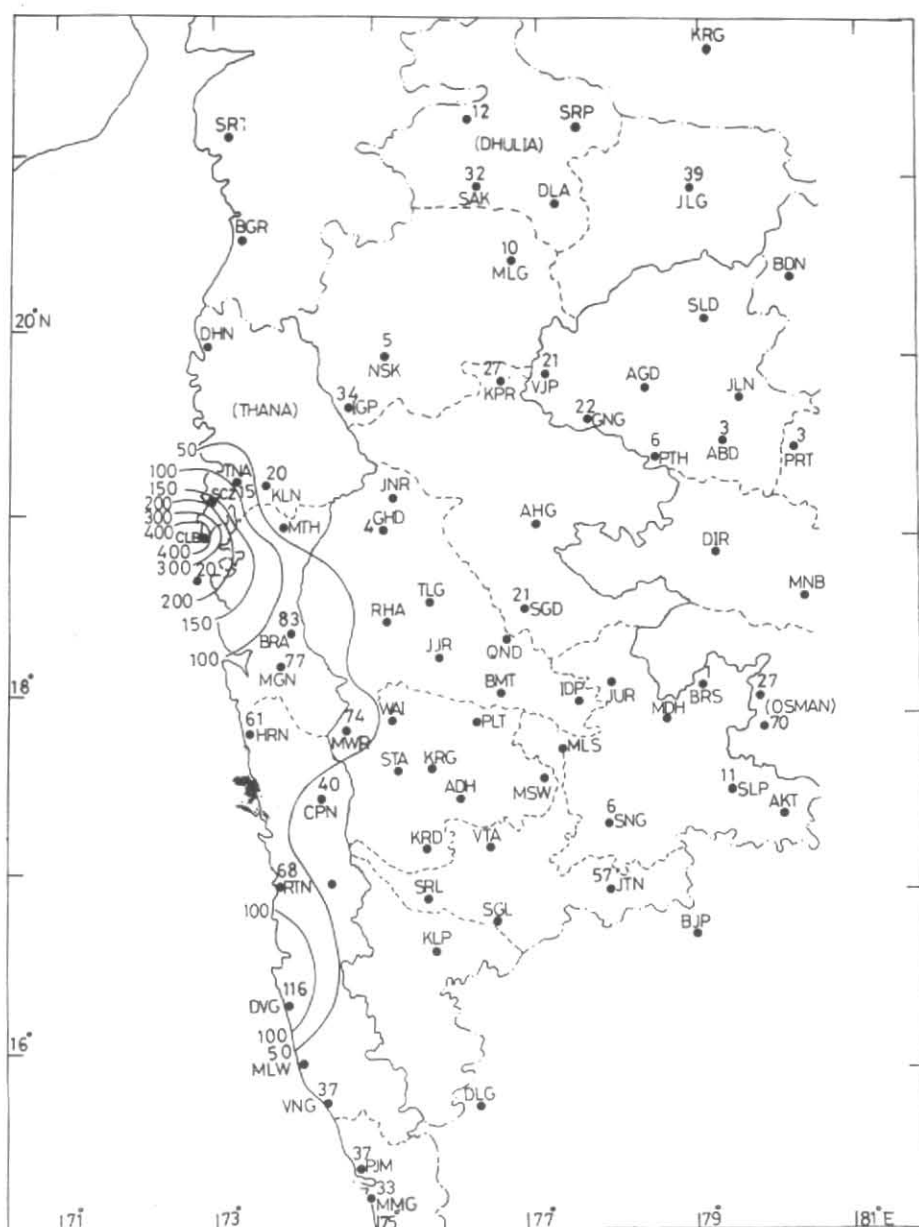 KRG
12
SRP
SRT
(DHULIA)
32
SAK
DLA
39
JLG
BGR
10
MLG
BDN
SLD
20°N
DHN
5
NSK
27
KPR
21
VJP
AGD
JLN
34
IGP
(THANA)
22
GNG
3
ABD
3
PRT
6
PTH
50
100
PTNA
20
KLN
150
SCZ
15
JNR
200
300
MTH
GHD
4
AHG
400
CLB
400
DIR
300
20
MNB
200
TLG
21
SGD
150
RHA
83
BRA
QND
100
JJR
77
MGN
BMT
IDP
JUR
1
BRS
27
18°
MDH
(OSMAN)
70
61
HRN
74
MWR
WAI
PLT
MLS
STA
KRG
ADH
MSW
11
SLP
40
CPN
AKT
6
SNG
KRD
VTA
68
RTN
57
JTN
SRL
100
SGL
BJP
KLP
116
DVG
100
16°
50
MLW
37
VNG
DLG
37
PJM
33
MMG
171°
173°
175°
177°
179°
181°E